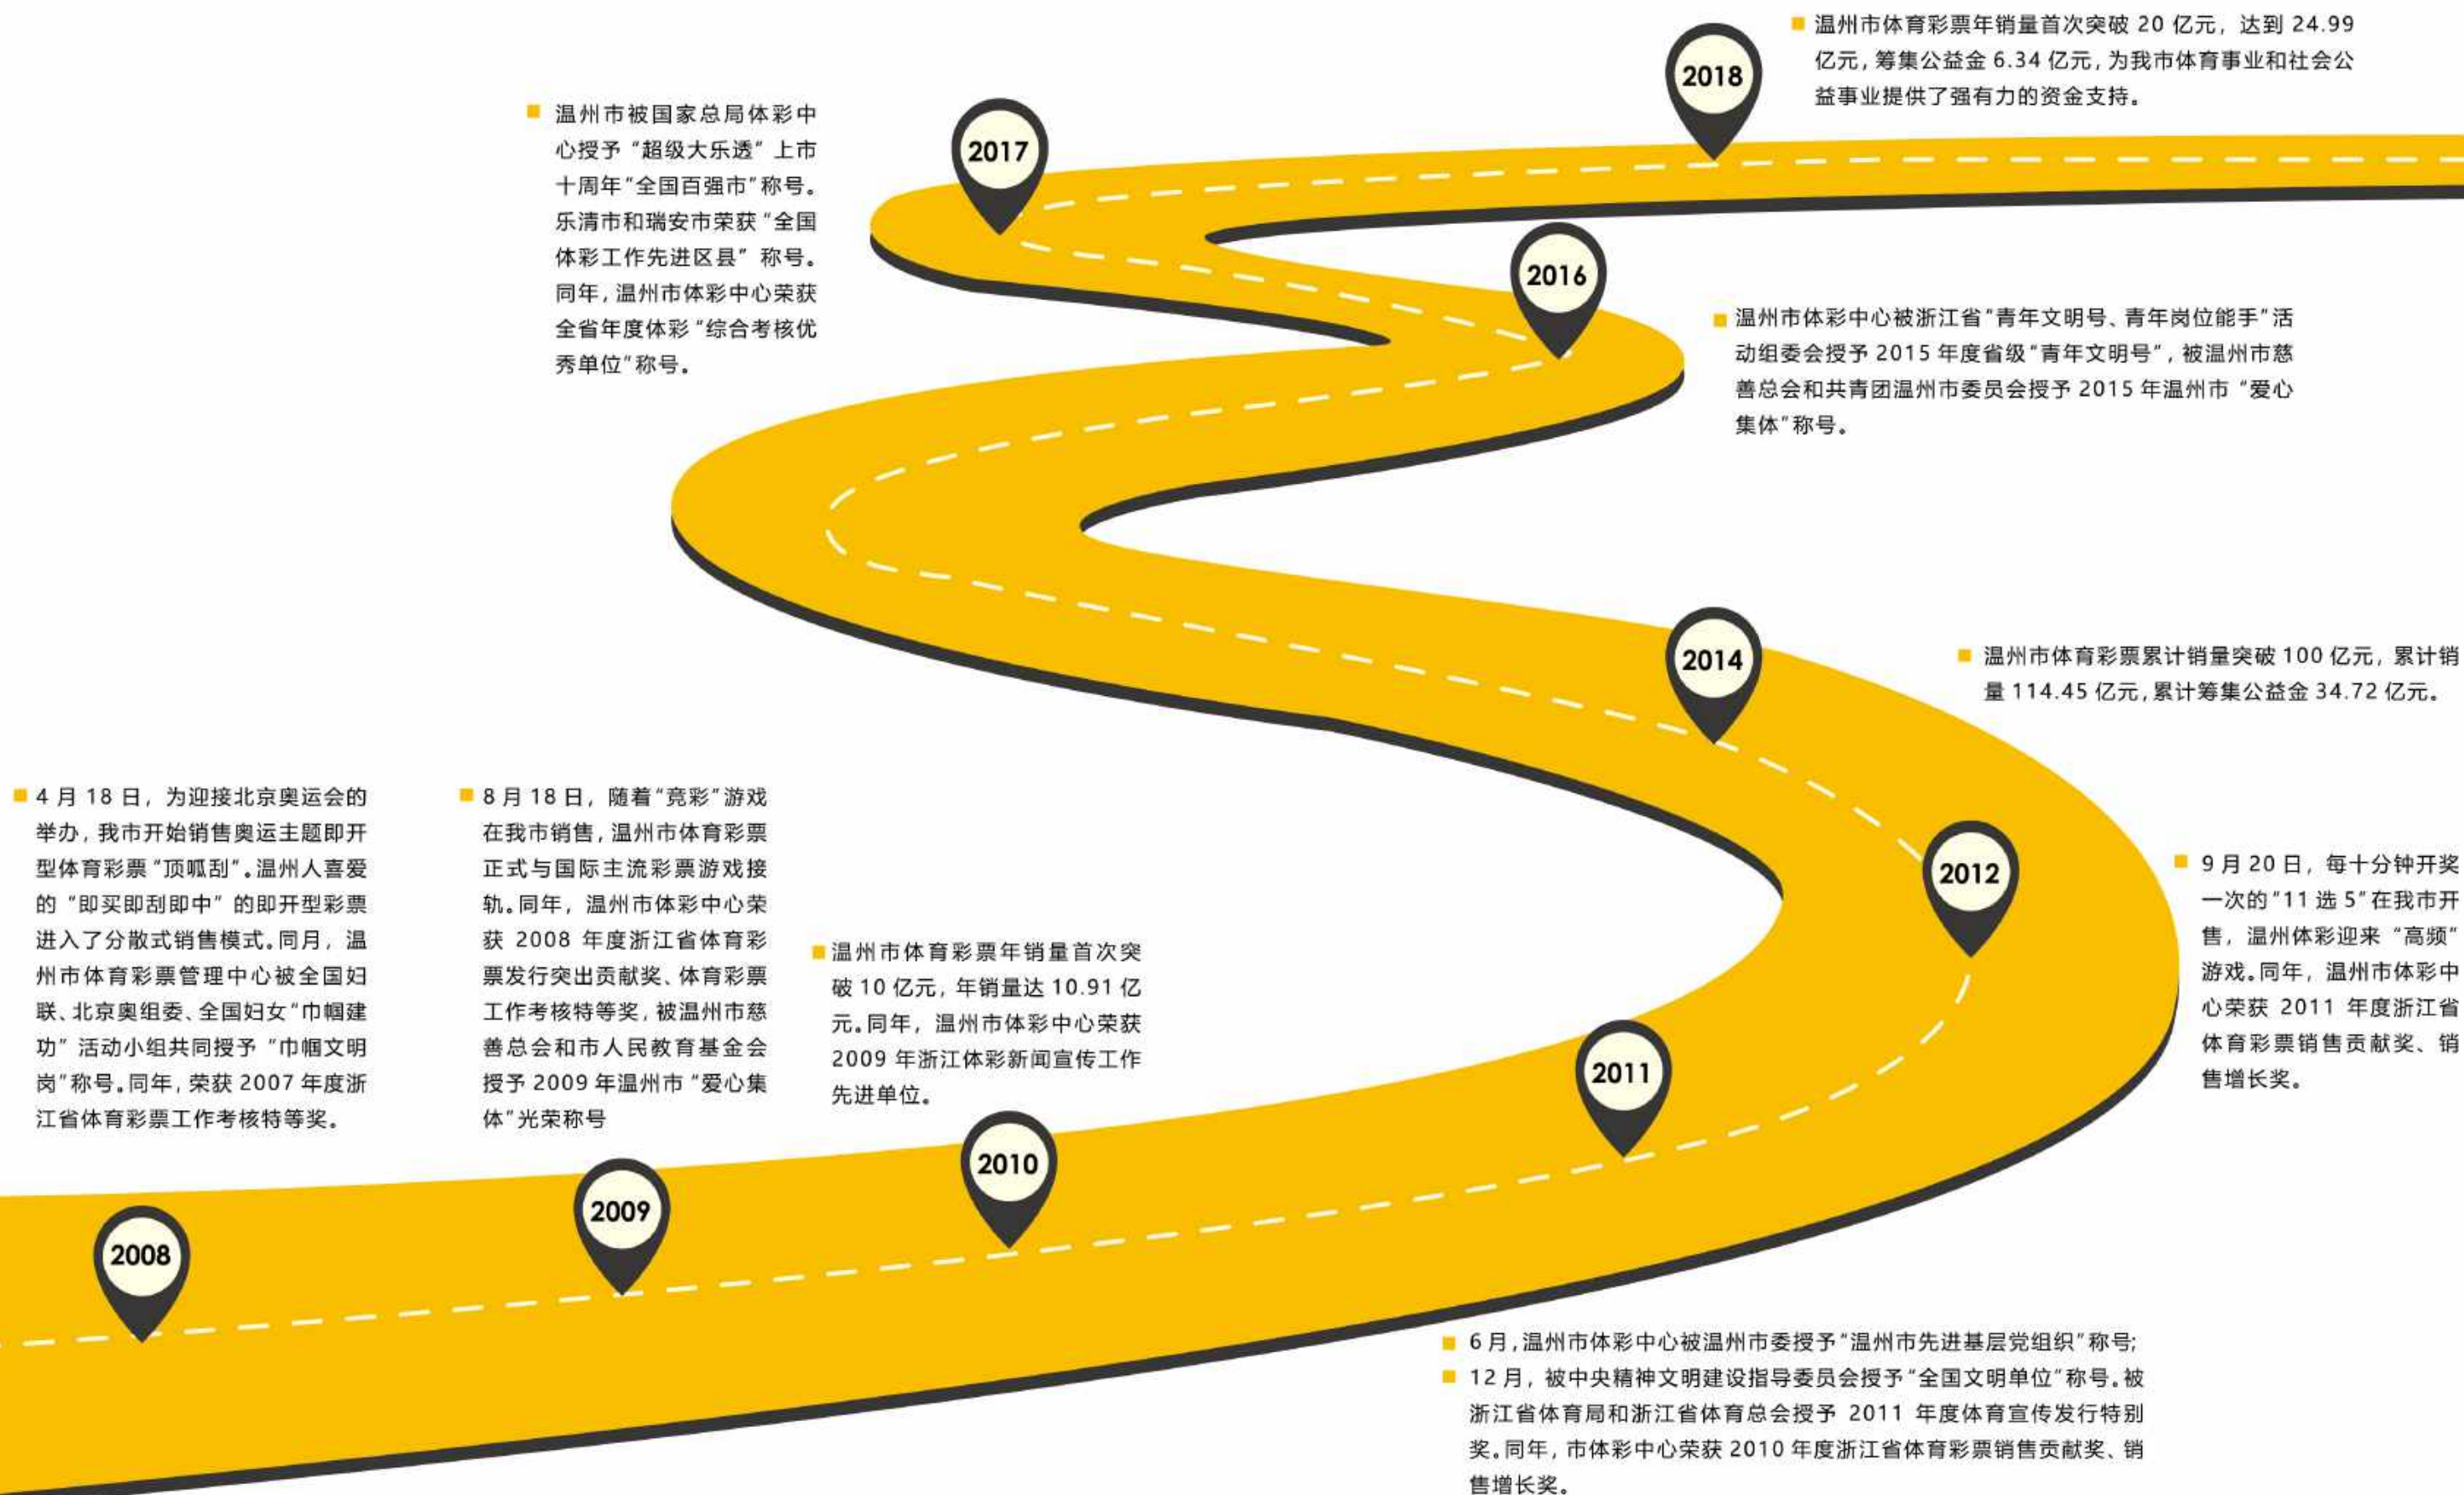 温州市体育彩票年销量首次突破 20 亿元，达到 24.99
亿元，筹集公益金 6.34 亿元，为我市体育事业和社会公
益事业提供了强有力的资金支持。
2018
温州市被国家总局体彩中
心授予“超级大乐透”上市
十周年“全国百强市”称号。
乐清市和瑞安市荣获“全国
体彩工作先进区县”称号。
同年，温州市体彩中心荣获
全省年度体彩“综合考核优
秀单位”称号。
2017
2016
温州市体彩中心被浙江省“青年文明号、青年岗位能手”活
动组委会授予 2015 年度省级“青年文明号”，被温州市慈
善总会和共青团温州市委员会授予 2015 年温州市“爱心
集体”称号。
2014
温州市体育彩票累计销量突破 100 亿元，累计销
量 114.45 亿元，累计筹集公益金 34.72 亿元。
4 月 18 日，为迎接北京奥运会的
举办，我市开始销售奥运主题即开
型体育彩票“顶呱刮”。温州人喜爱
的“即买即刮即中”的即开型彩票
进入了分散式销售模式。同月，温
州市体育彩票管理中心被全国妇
联、北京奥组委、全国妇女“巾帼建
功”活动小组共同授予“巾帼文明
岗”称号。同年，荣获 2007 年度浙
江省体育彩票工作考核特等奖。
2008
8 月 18 日，随着“竞彩”游戏
在我市销售，温州市体育彩票
正式与国际主流彩票游戏接
轨。同年，温州市体彩中心荣
获 2008 年度浙江省体育彩
票发行突出贡献奖、体育彩票
工作考核特等奖，被温州市慈
善总会和市人民教育基金会
授予 2009 年温州市“爱心集
体”光荣称号
2009
温州市体育彩票年销量首次突
破 10 亿元，年销量达 10.91 亿
元。同年，温州市体彩中心荣获
2009 年浙江体彩新闻宣传工作
先进单位。
2010
2012
9 月 20 日，每十分钟开奖
一次的“11 选 5”在我市开
售，温州体彩迎来“高频”
游戏。同年，温州市体彩中
心荣获 2011 年度浙江省
体育彩票销售贡献奖、销
售增长奖。
2011
6 月，温州市体彩中心被温州市委授予“温州市先进基层党组织”称号；
12 月，被中央精神文明建设指导委员会授予“全国文明单位”称号。被
浙江省体育局和浙江省体育总会授予 2011 年度体育宣传发行特别
奖。同年，市体彩中心荣获 2010 年度浙江省体育彩票销售贡献奖、销
售增长奖。